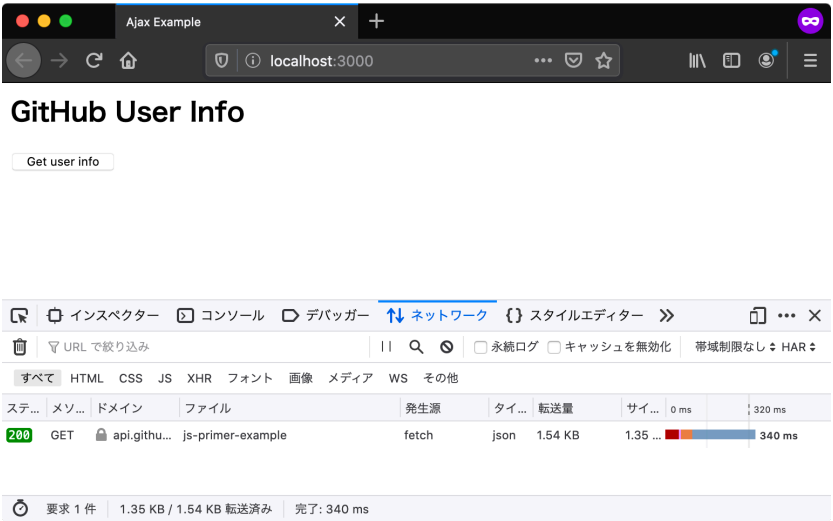 Ajax Example
localhost:3000
GitHub User Info
Get user info
インスペクター コンソール デバッガー ネットワーク {} スタイルエディター
URL で絞り込み 永続ログ キャッシュを無効化 帯域制限なし HAR
すべて HTML CSS JS XHR フォント 画像 メディア WS その他
ステ... メソ... ドメイン ファイル 発生源 タイ... 転送量 サイ... 0 ms 320 ms
200 GET api.githu... js-primer-example fetch json 1.54 KB 1.35 ... 340 ms
要求 1 件 1.35 KB / 1.54 KB 転送済み 完了: 340 ms